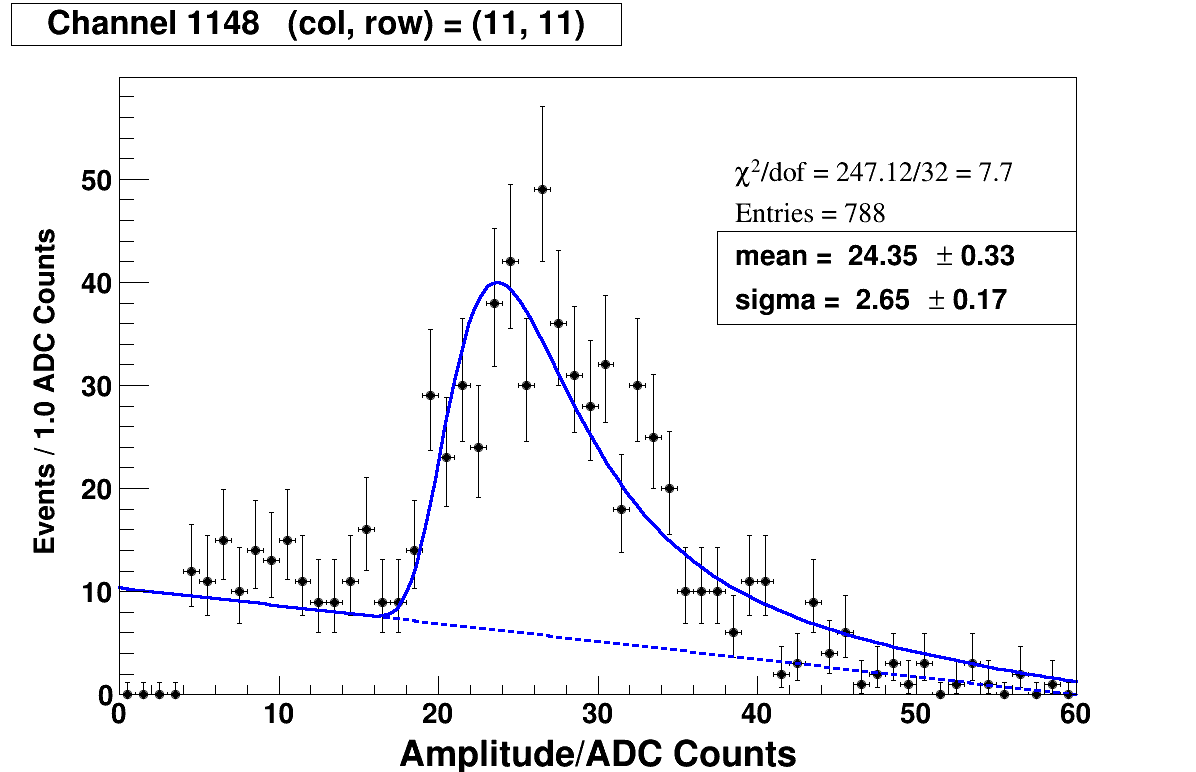 Channel 1148 (col, row) = (11, 11)
χ²/dof = 247.12/32 = 7.7
Entries = 788
mean = 24.35 ± 0.33
sigma = 2.65 ± 0.17
Events / 1.0 ADC Counts
50
40
30
20
10
0
0 10 20 30 40 50 60
Amplitude/ADC Counts